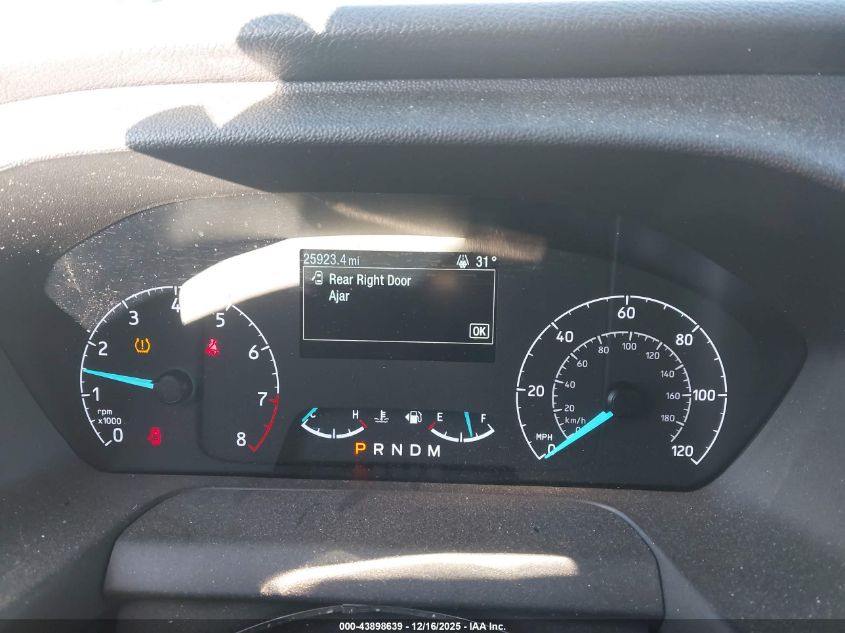 25923.4 mi 31°
Rear Right Door
Ajar
OK
0 1 2 3 4 5 6 7 8
rpm
x1000
C H E F
P R N D M
0 20 40 60 80 100 120
MPH
0 20 40 60 80 100 120 140 160 180
km/h
000-43898639 - 12/16/2025 - IAA Inc.